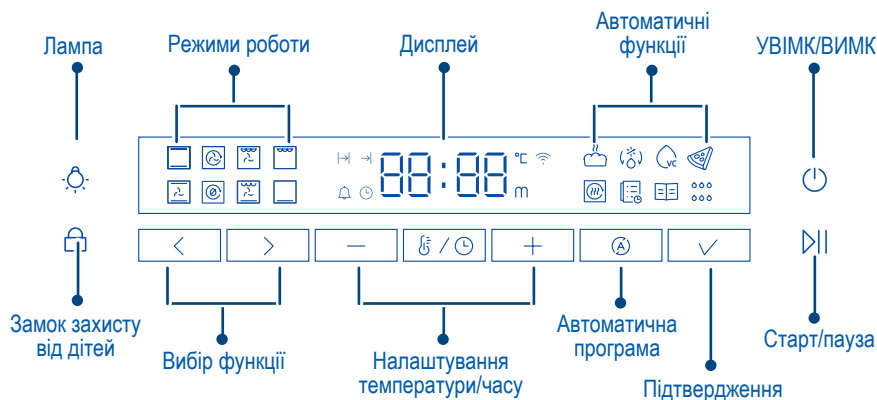 Лампа
Режими роботи
Дисплей
Автоматичні
функції
УВІМК/ВИМК
88:88
°C
m
VC
A
Замок захисту
від дітей
Вибір функції
Налаштування
температури/часу
Автоматична
програма
Підтвердження
Старт/пауза